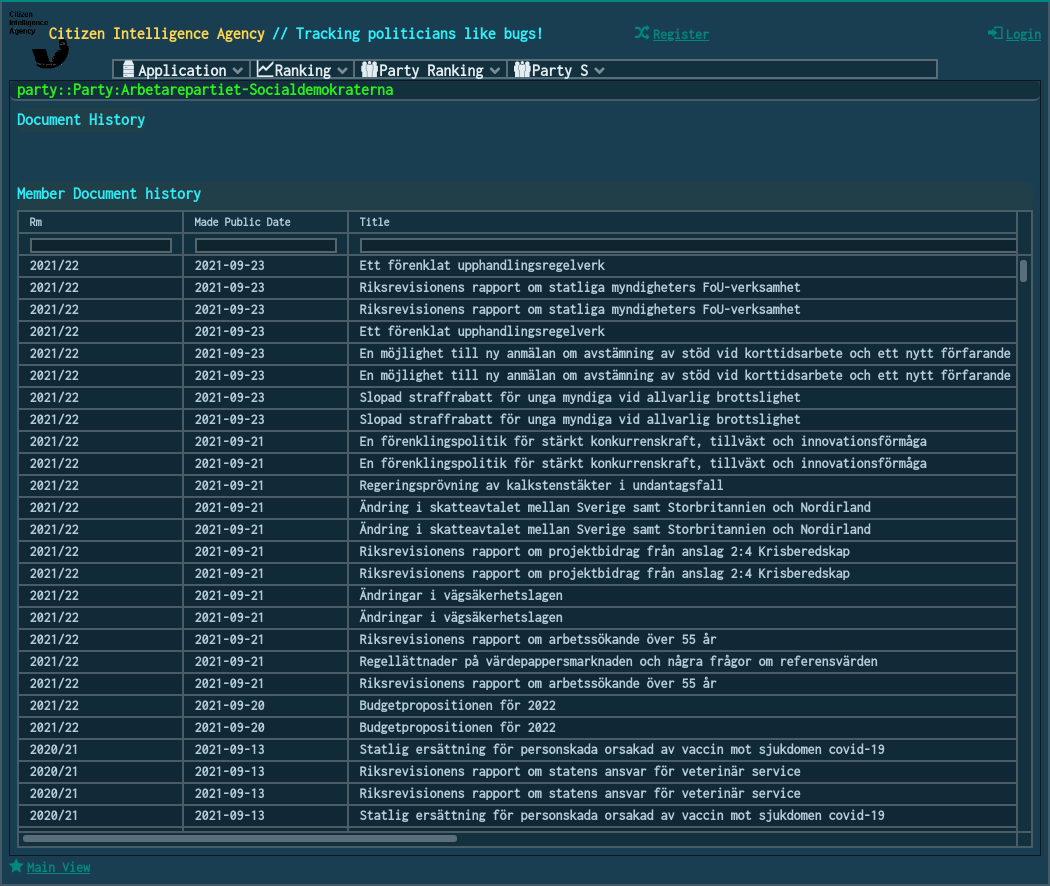 Citizen
Intelligence
Agency
Citizen Intelligence Agency // Tracking politicians like bugs!
Register
Login
Application
Ranking
Party Ranking
Party S
party::Party:Arbetarepartiet-Socialdemokraterna
Document History
Member Document history
Rm Made Public Date Title
2021/22 2021-09-23 Ett förenklat upphandlingsregelverk
2021/22 2021-09-23 Riksrevisionens rapport om statliga myndigheters FoU-verksamhet
2021/22 2021-09-23 Riksrevisionens rapport om statliga myndigheters FoU-verksamhet
2021/22 2021-09-23 Ett förenklat upphandlingsregelverk
2021/22 2021-09-23 En möjlighet till ny anmälan om avstämning av stöd vid korttidsarbete och ett nytt förfarande
2021/22 2021-09-23 En möjlighet till ny anmälan om avstämning av stöd vid korttidsarbete och ett nytt förfarande
2021/22 2021-09-23 Slopad straffrabatt för unga myndiga vid allvarlig brottslighet
2021/22 2021-09-23 Slopad straffrabatt för unga myndiga vid allvarlig brottslighet
2021/22 2021-09-21 En förenklingspolitik för stärkt konkurrenskraft, tillväxt och innovationsförmåga
2021/22 2021-09-21 En förenklingspolitik för stärkt konkurrenskraft, tillväxt och innovationsförmåga
2021/22 2021-09-21 Regeringsprövning av kalkstenstäkter i undantagsfall
2021/22 2021-09-21 Ändring i skatteavtalet mellan Sverige samt Storbritannien och Nordirland
2021/22 2021-09-21 Ändring i skatteavtalet mellan Sverige samt Storbritannien och Nordirland
2021/22 2021-09-21 Riksrevisionens rapport om projektbidrag från anslag 2:4 Krisberedskap
2021/22 2021-09-21 Riksrevisionens rapport om projektbidrag från anslag 2:4 Krisberedskap
2021/22 2021-09-21 Ändringar i vägsäkerhetslagen
2021/22 2021-09-21 Ändringar i vägsäkerhetslagen
2021/22 2021-09-21 Riksrevisionens rapport om arbetssökande över 55 år
2021/22 2021-09-21 Regellättnader på värdepappersmarknaden och några frågor om referensvärden
2021/22 2021-09-21 Riksrevisionens rapport om arbetssökande över 55 år
2021/22 2021-09-20 Budgetpropositionen för 2022
2021/22 2021-09-20 Budgetpropositionen för 2022
2020/21 2021-09-13 Statlig ersättning för personskada orsakad av vaccin mot sjukdomen covid-19
2020/21 2021-09-13 Riksrevisionens rapport om statens ansvar för veterinär service
2020/21 2021-09-13 Riksrevisionens rapport om statens ansvar för veterinär service
2020/21 2021-09-13 Statlig ersättning för personskada orsakad av vaccin mot sjukdomen covid-19
Main View